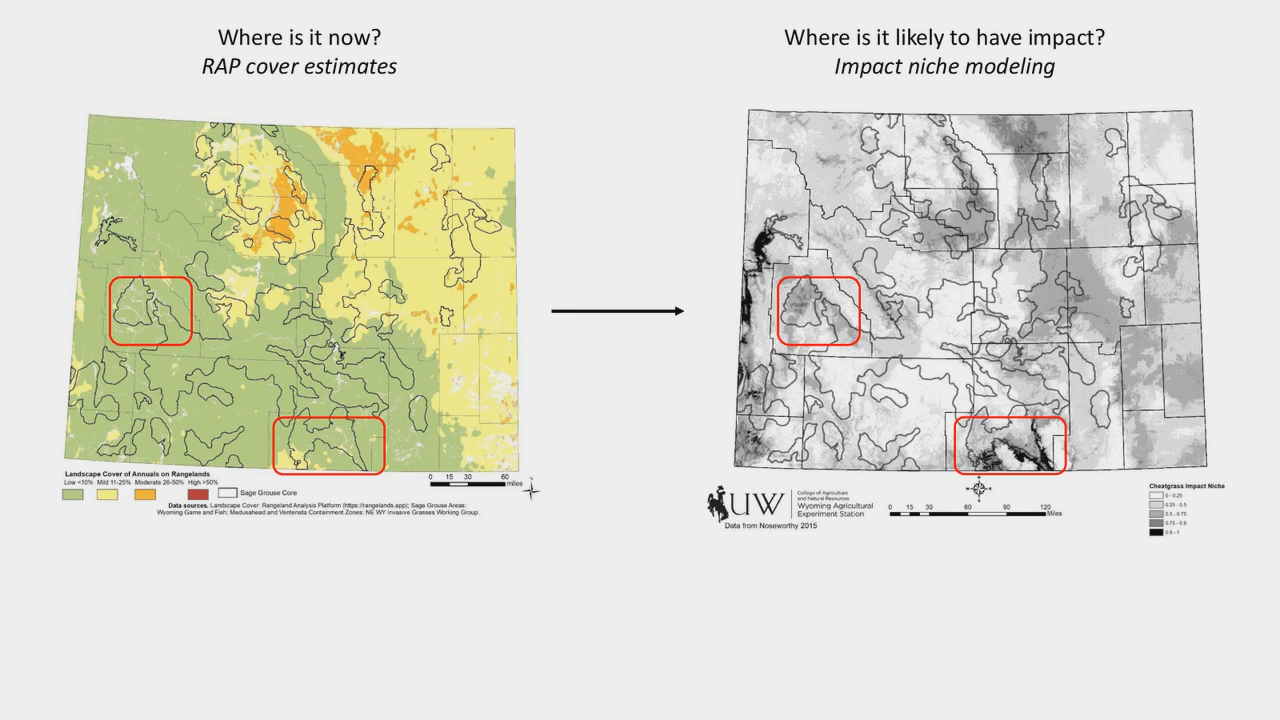 Where is it now?
RAP cover estimates
Where is it likely to have impact?
Impact niche modeling
Landscape Cover of Annuals on Rangelands
Low <10% Mild 11-25% Moderate 26-50% High >50%
Sage Grouse Core
0 15 30 60
miles
Data sources. Landscape Cover: Rangeland Analysis Platform (https://rangelands.app); Sage Grouse Areas:
Wyoming Game and Fish; Medusahead and Ventenata Containment Zones: NE WY Invasive Grasses Working Group.
UW
College of Agriculture
and Natural Resources
Wyoming Agricultural
Experiment Station
Data from Noseworthy 2015
0 30 60 90 120
Miles
Cheatgrass Impact Niche
0 - 0.25
0.25 - 0.5
0.5 - 0.75
0.75 - 0.9
0.9 - 1